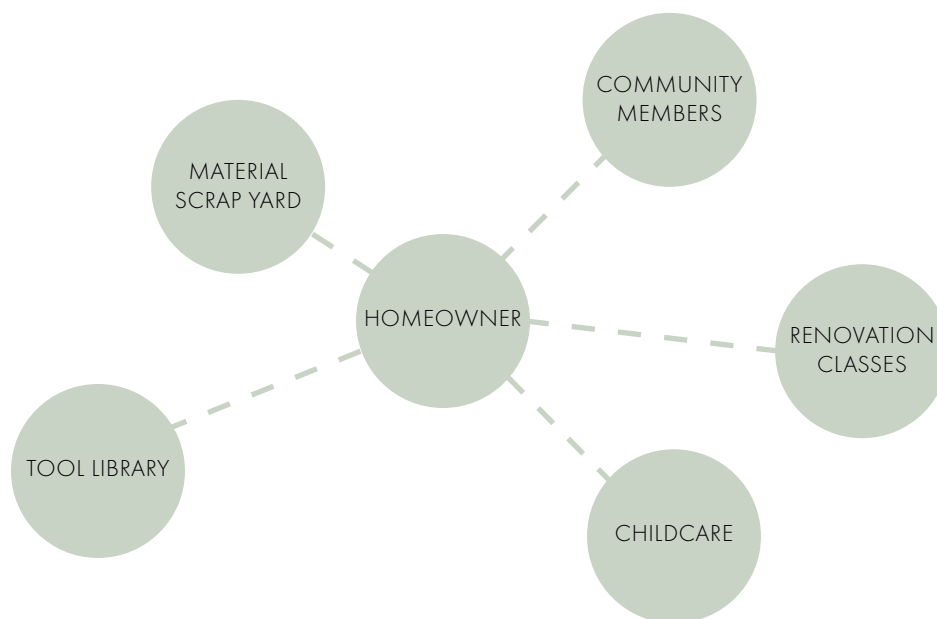 COMMUNITY
MEMBERS
MATERIAL
SCRAP YARD
HOMEOWNER
RENOVATION
CLASSES
TOOL LIBRARY
CHILDCARE